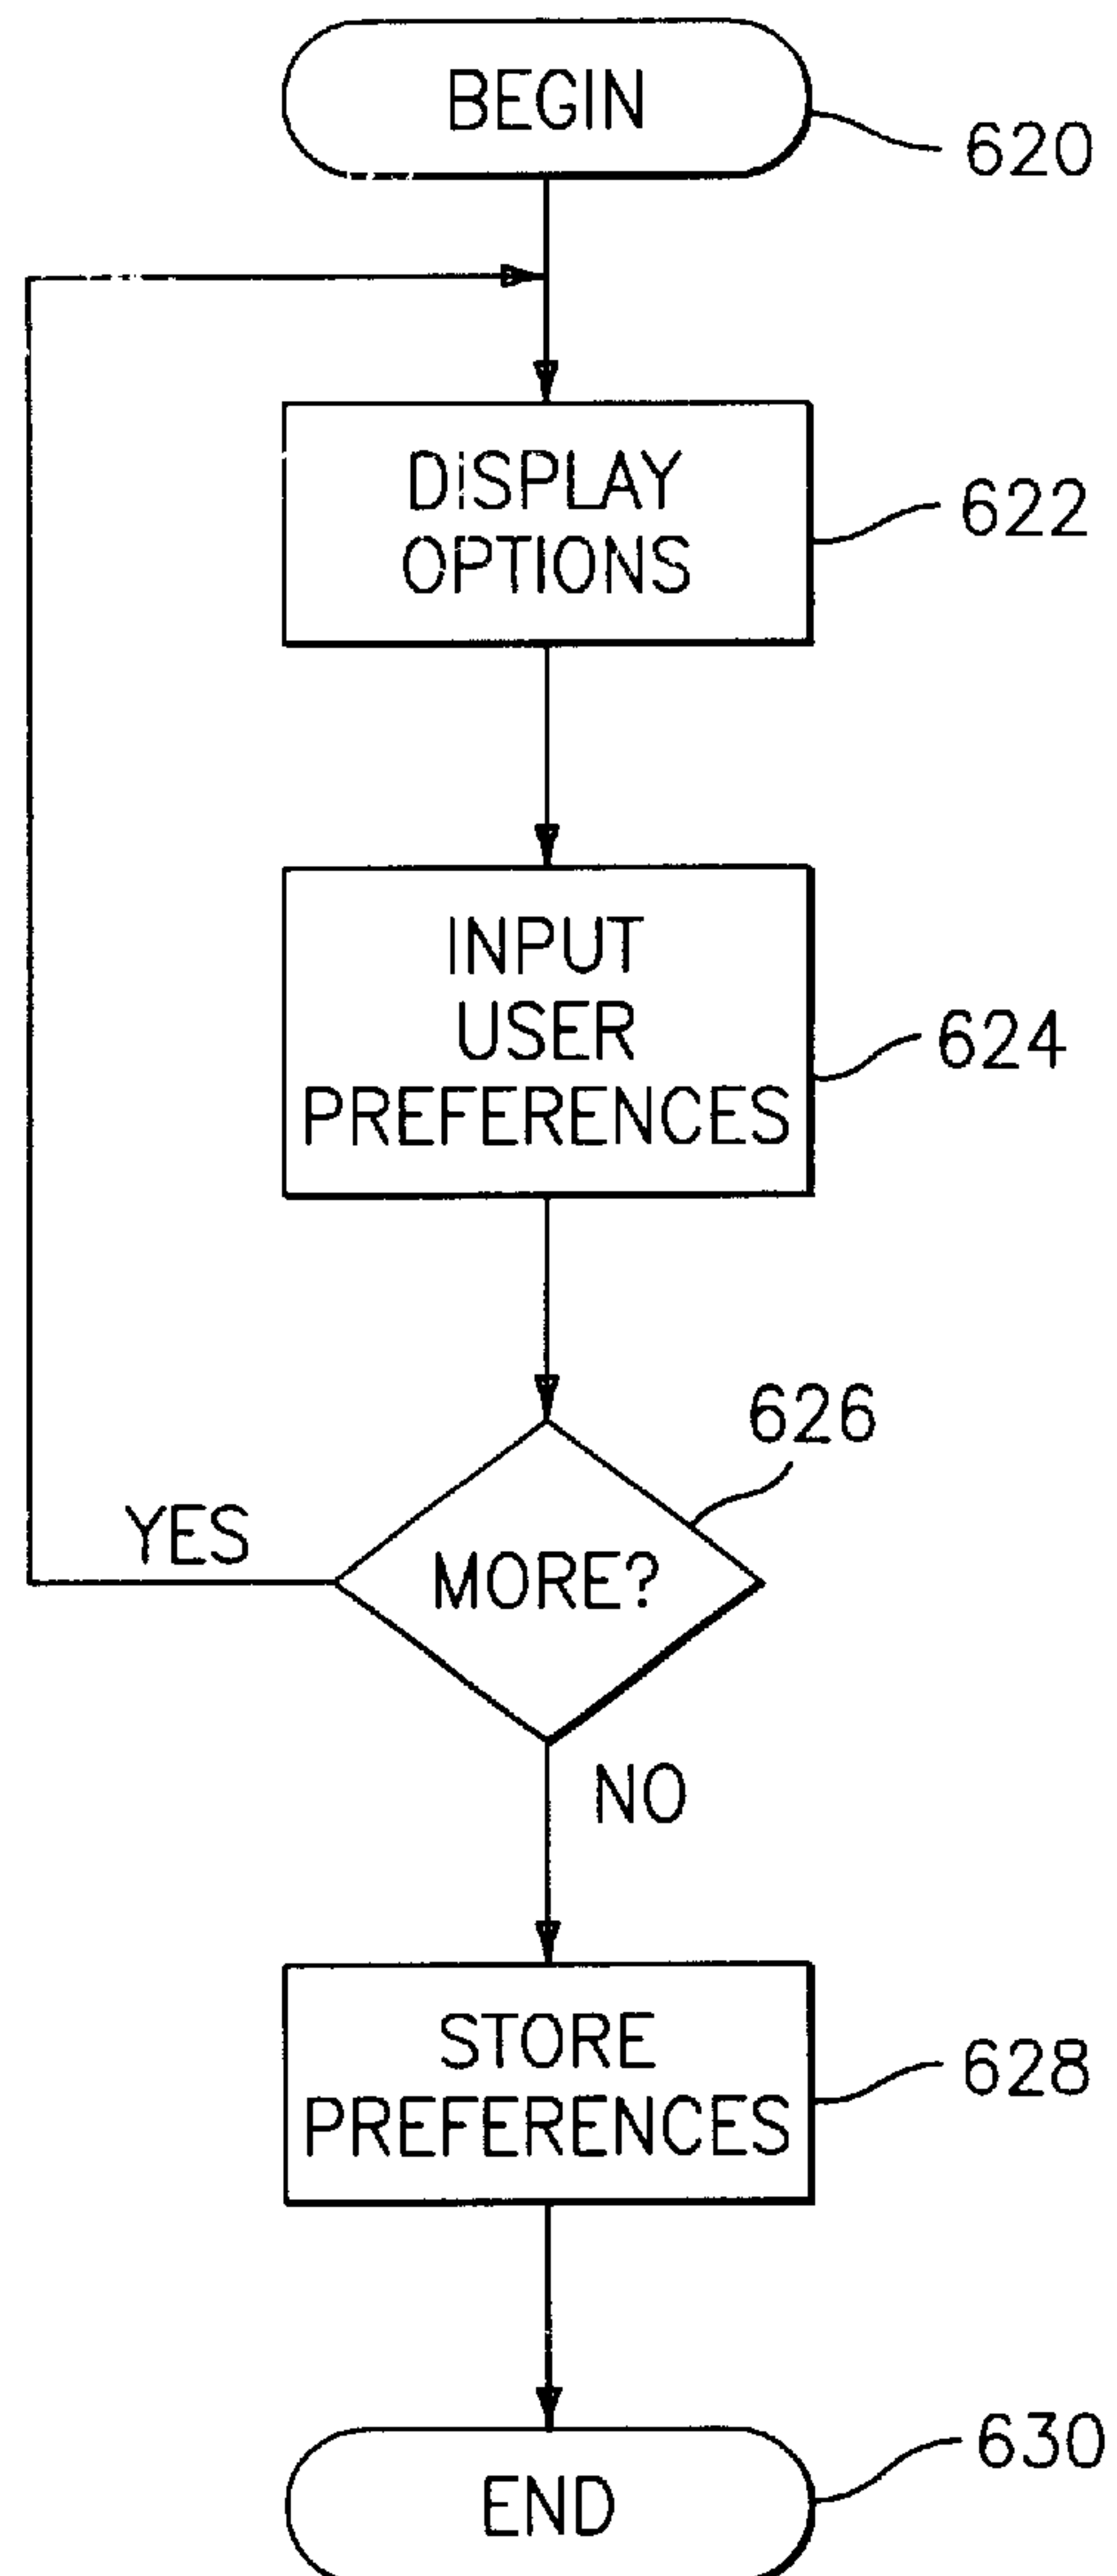 BEGIN
620
DISPLAY
OPTIONS
622
INPUT
USER
PREFERENCES
624
626
YES
MORE?
NO
STORE
PREFERENCES
628
END
630